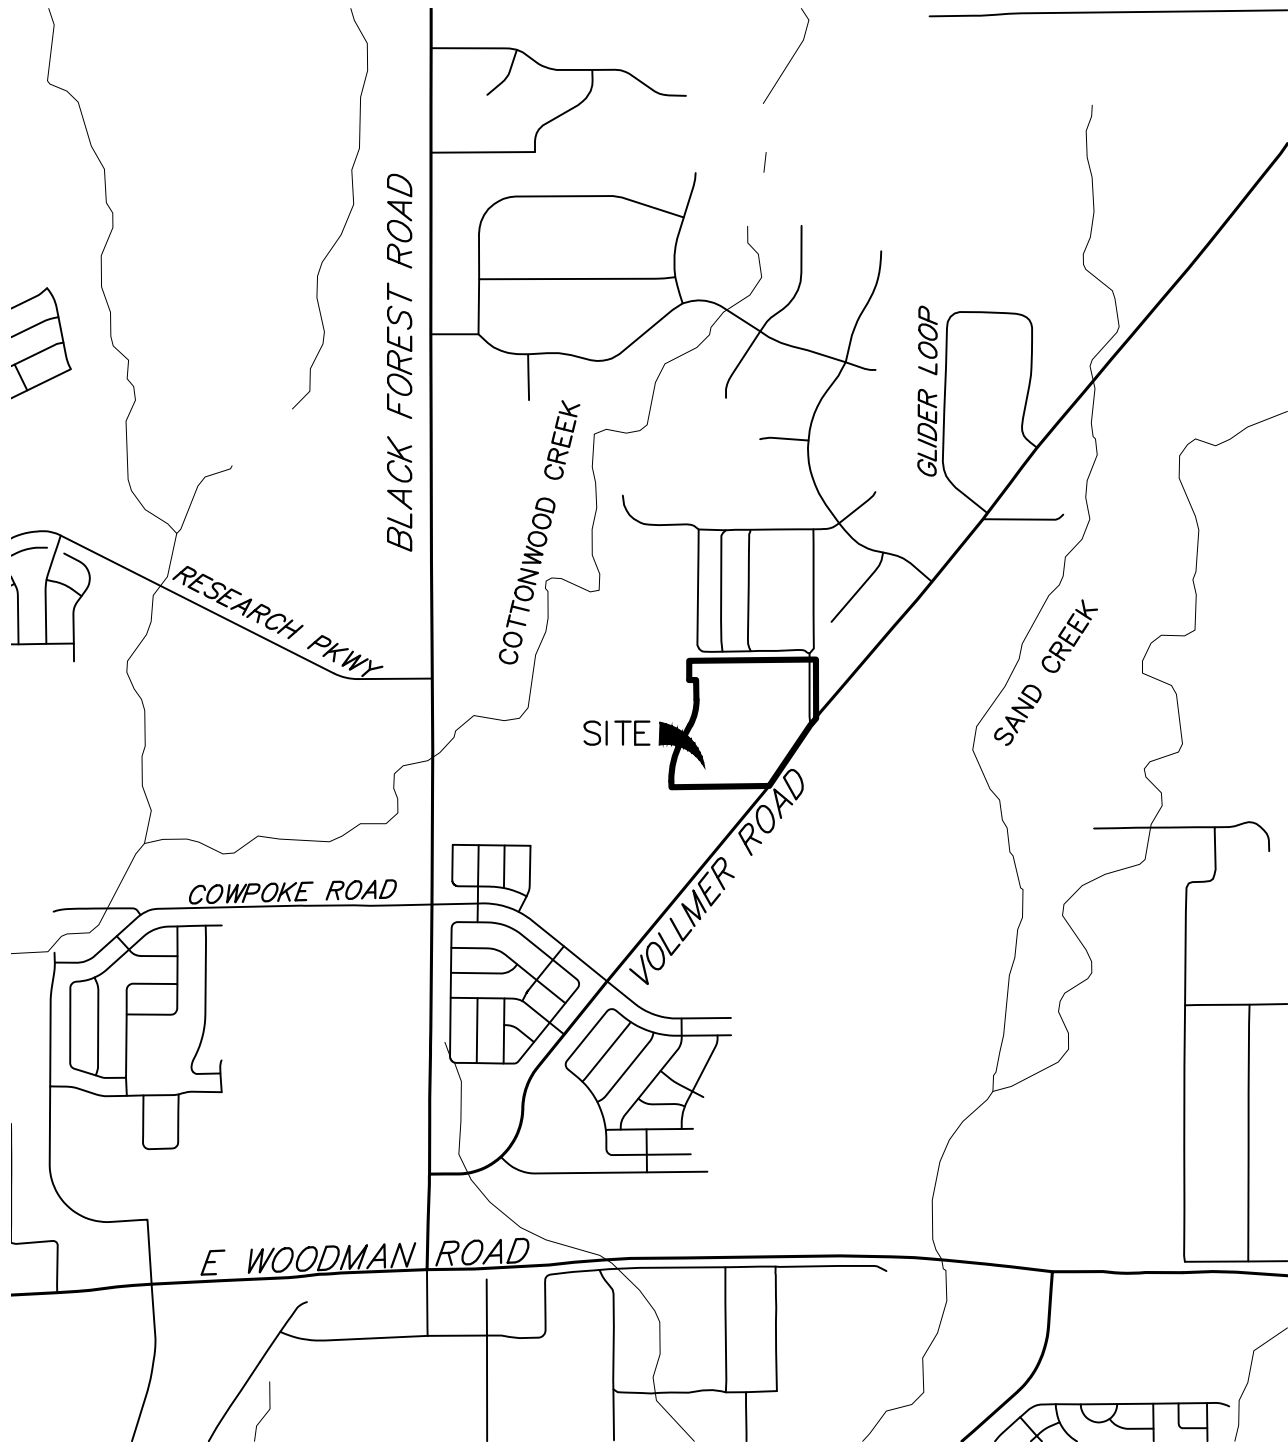 BLACK FOREST ROAD
GLIDER LOOP
COTTONWOOD CREEK
RESEARCH PKWY
SAND CREEK
SITE
VOLLMER ROAD
COWPOKE ROAD
E WOODMAN ROAD